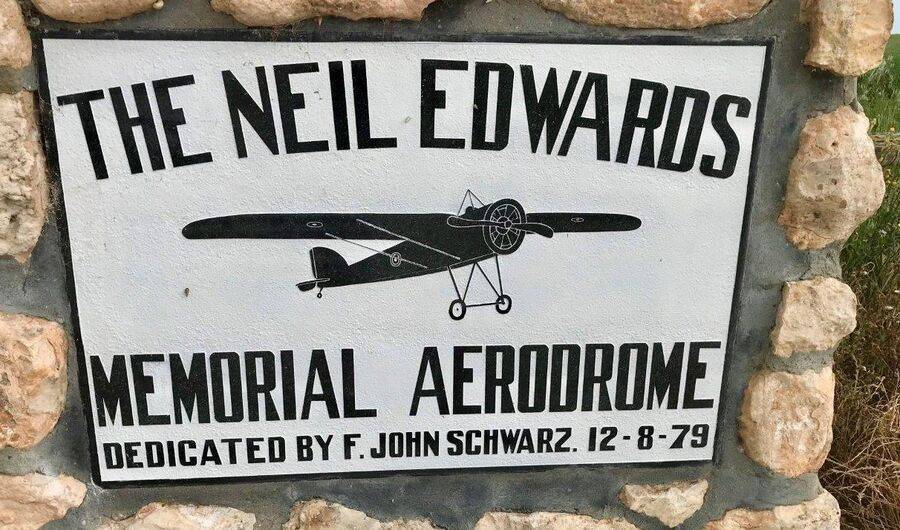 THE NEIL EDWARDS
MEMORIAL AERODROME
DEDICATED BY F. JOHN SCHWARZ. 12-8-79